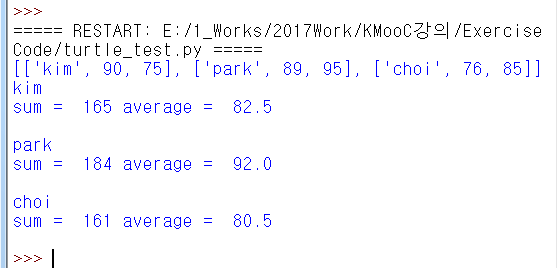 >>>
===== RESTART: E:/1_Works/2017Work/KMooC강의/Exercise
Code/turtle_test.py =====
[['kim', 90, 75], ['park', 89, 95], ['choi', 76, 85]]
kim
sum =  165 average =  82.5
park
sum =  184 average =  92.0
choi
sum =  161 average =  80.5
>>>